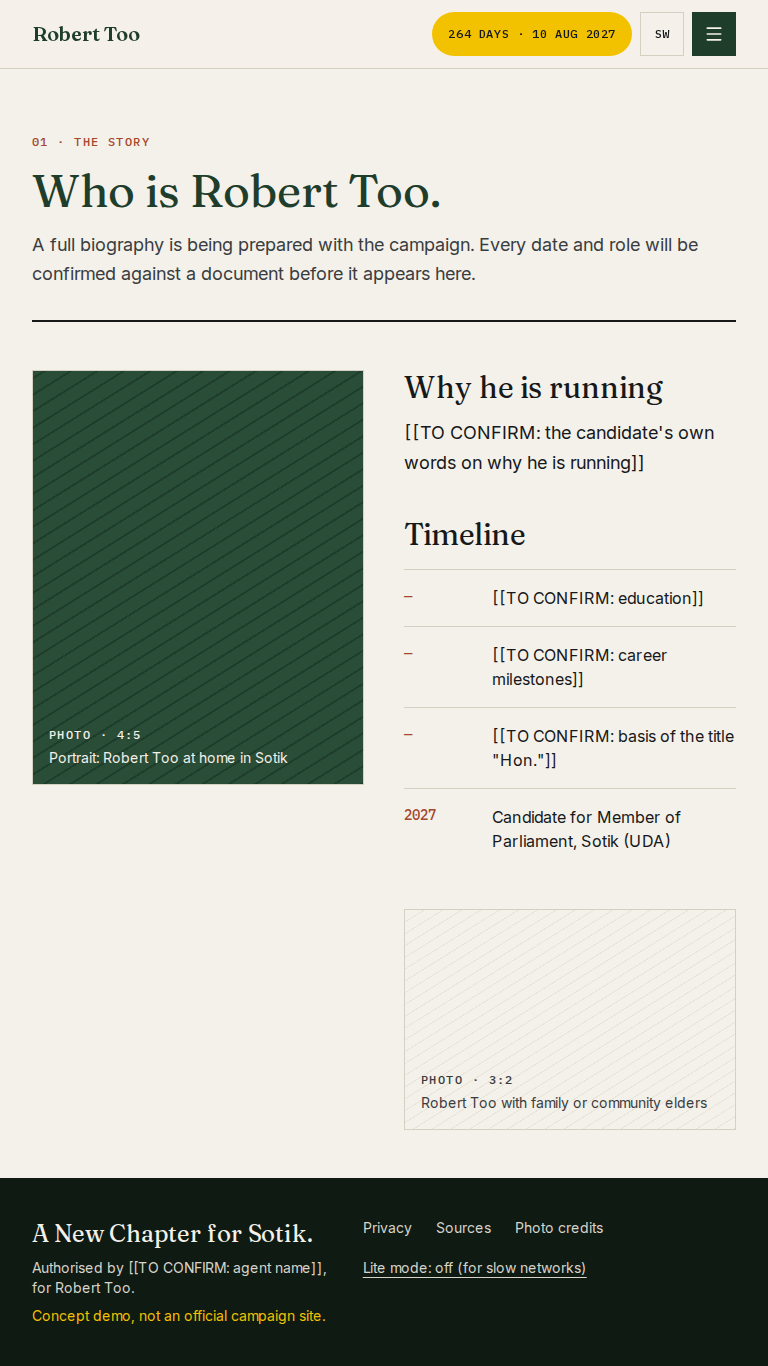 Robert Too
264 DAYS · 10 AUG 2027
SW
01 · THE STORY
Who is Robert Too.
A full biography is being prepared with the campaign. Every date and role will be
confirmed against a document before it appears here.
PHOTO · 4:5
Portrait: Robert Too at home in Sotik
Why he is running
[[TO CONFIRM: the candidate's own
words on why he is running]]
Timeline
– [[TO CONFIRM: education]]
– [[TO CONFIRM: career
milestones]]
– [[TO CONFIRM: basis of the title
"Hon."]]
2027 Candidate for Member of
Parliament, Sotik (UDA)
PHOTO · 3:2
Robert Too with family or community elders
A New Chapter for Sotik.
Authorised by [[TO CONFIRM: agent name]],
for Robert Too.
Concept demo, not an official campaign site.
Privacy Sources Photo credits
Lite mode: off (for slow networks)